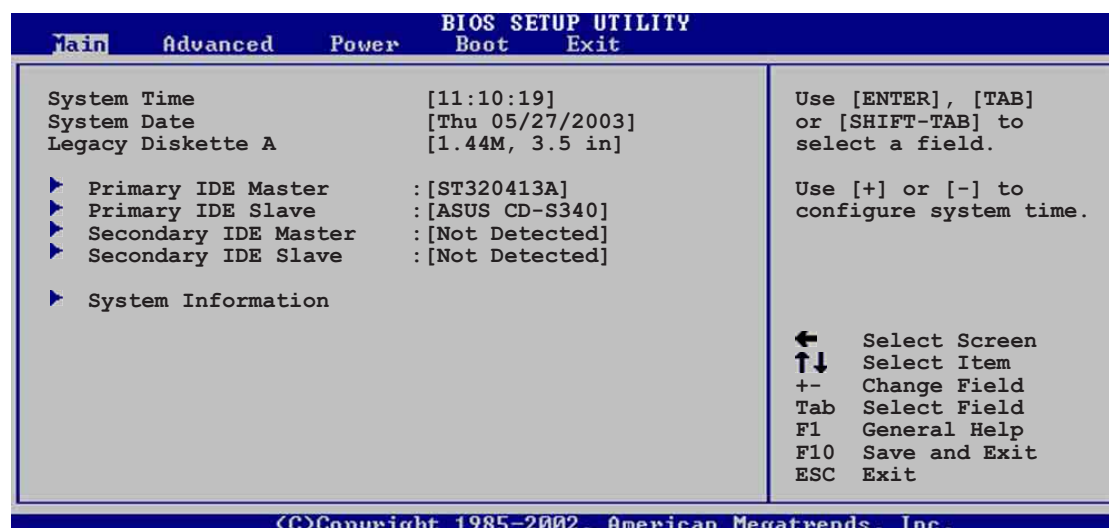 BIOS SETUP UTILITY
Main Advanced Power Boot Exit
System Time [11:10:19]
System Date [Thu 05/27/2003]
Legacy Diskette A [1.44M, 3.5 in]
Primary IDE Master :[ST320413A]
Primary IDE Slave :[ASUS CD-S340]
Secondary IDE Master :[Not Detected]
Secondary IDE Slave :[Not Detected]
System Information
Use [ENTER], [TAB]
or [SHIFT-TAB] to
select a field.
Use [+] or [-] to
configure system time.
← Select Screen
↑↓ Select Item
+- Change Field
Tab Select Field
F1 General Help
F10 Save and Exit
ESC Exit
(C)Copyright 1985-2002, American Megatrends, Inc.